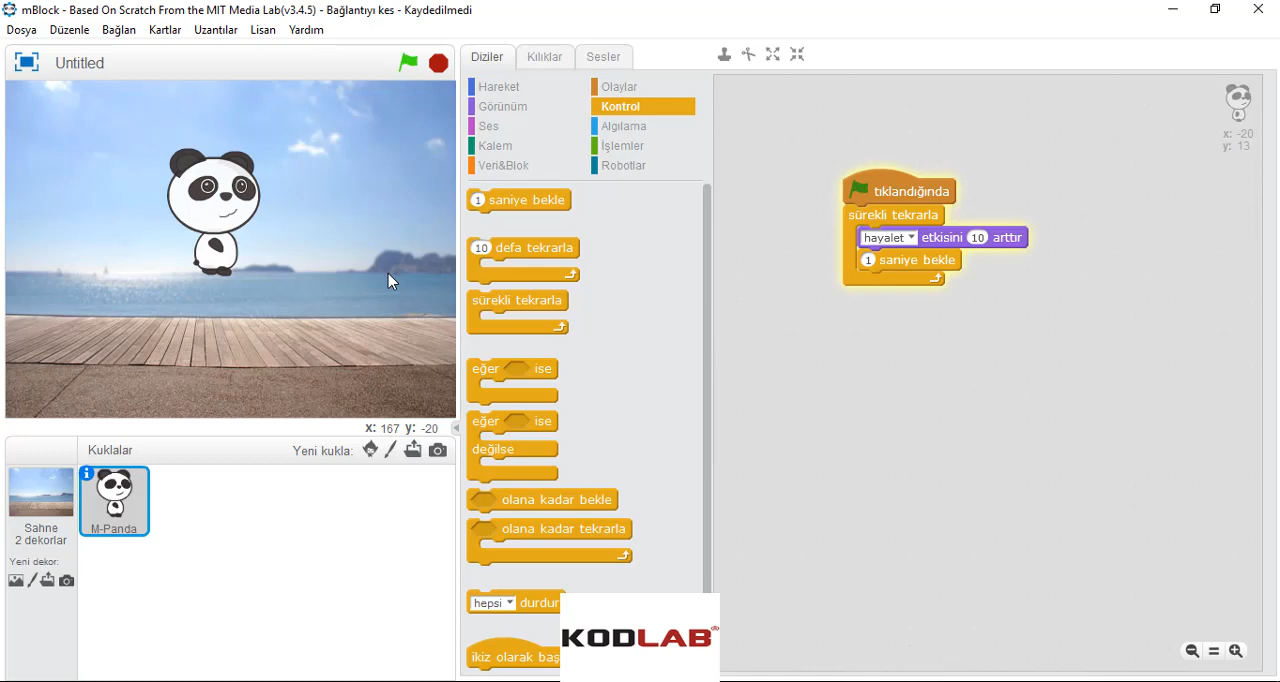 mBlock - Based On Scratch From the MIT Media Lab(v3.4.5) - Bağlantıyı kes - Kaydedilmedi
Dosya Düzenle Bağlan Kartlar Uzantılar Lisan Yardım
Untitled
Diziler Kılıklar Sesler
Hareket Olaylar
Görünüm Kontrol
Ses Algılama
Kalem İşlemler
Veri&Blok Robotlar
1 saniye bekle
10 defa tekrarla
sürekli tekrarla
eğer ise
eğer ise
değilse
olana kadar bekle
olana kadar tekrarla
hepsi durdur
ikiz olarak baş
tıklandığında
sürekli tekrarla
hayalet etkisini 10 arttır
1 saniye bekle
x: -20
y: 13
x: 167 y: -20
Kuklalar Yeni kukla:
Sahne
2 dekorlar
Yeni dekor:
M-Panda
KODLAB